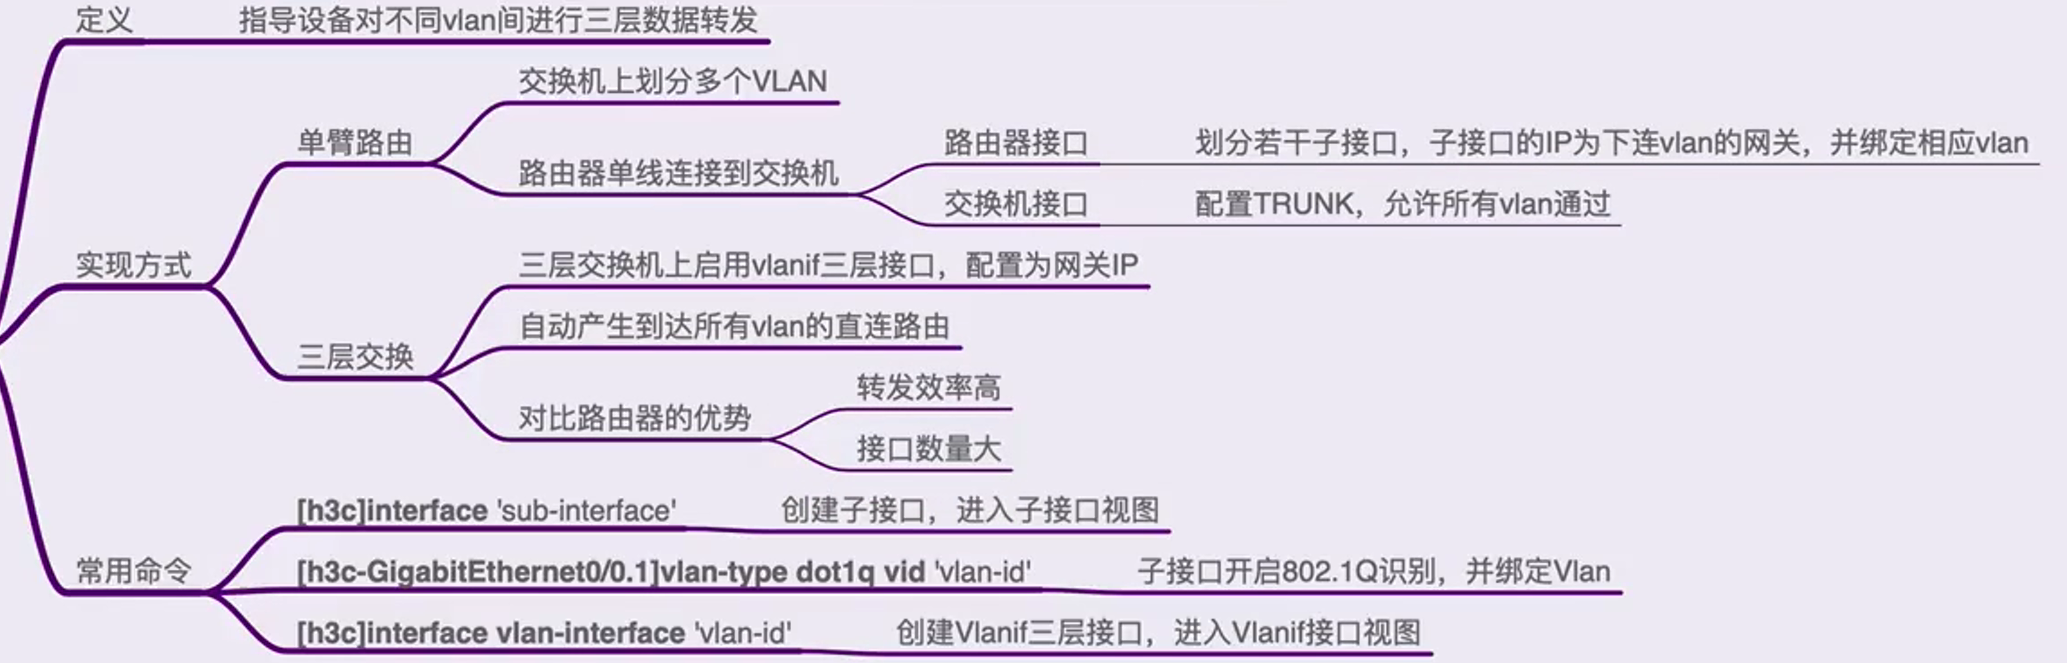 定义
指导设备对不同vlan间进行三层数据转发
实现方式
单臂路由
交换机上划分多个VLAN
路由器单线连接到交换机
路由器接口
划分若干子接口，子接口的IP为下连vlan的网关，并绑定相应vlan
交换机接口
配置TRUNK，允许所有vlan通过
三层交换
三层交换机上启用vlanif三层接口，配置为网关IP
自动产生到达所有vlan的直连路由
对比路由器的优势
转发效率高
接口数量大
常用命令
[h3c]interface 'sub-interface'
创建子接口，进入子接口视图
[h3c-GigabitEthernet0/0.1]vlan-type dot1q vid 'vlan-id'
子接口开启802.1Q识别，并绑定Vlan
[h3c]interface vlan-interface 'vlan-id'
创建Vlanif三层接口，进入Vlanif接口视图